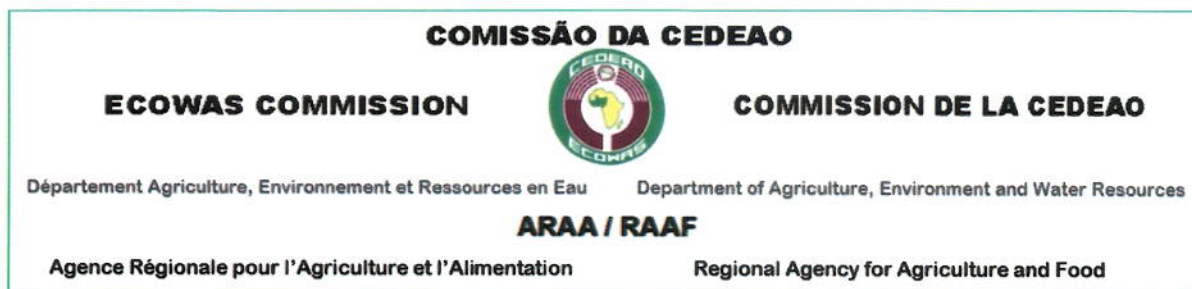 COMISSÃO DA CEDEAO
CEDEAO
ECOWAS COMMISSION
COMMISSION DE LA CEDEAO
ECOWAS
Département Agriculture, Environnement et Ressources en Eau
Department of Agriculture, Environment and Water Resources
ARAA / RAAF
Agence Régionale pour l'Agriculture et l'Alimentation
Regional Agency for Agriculture and Food